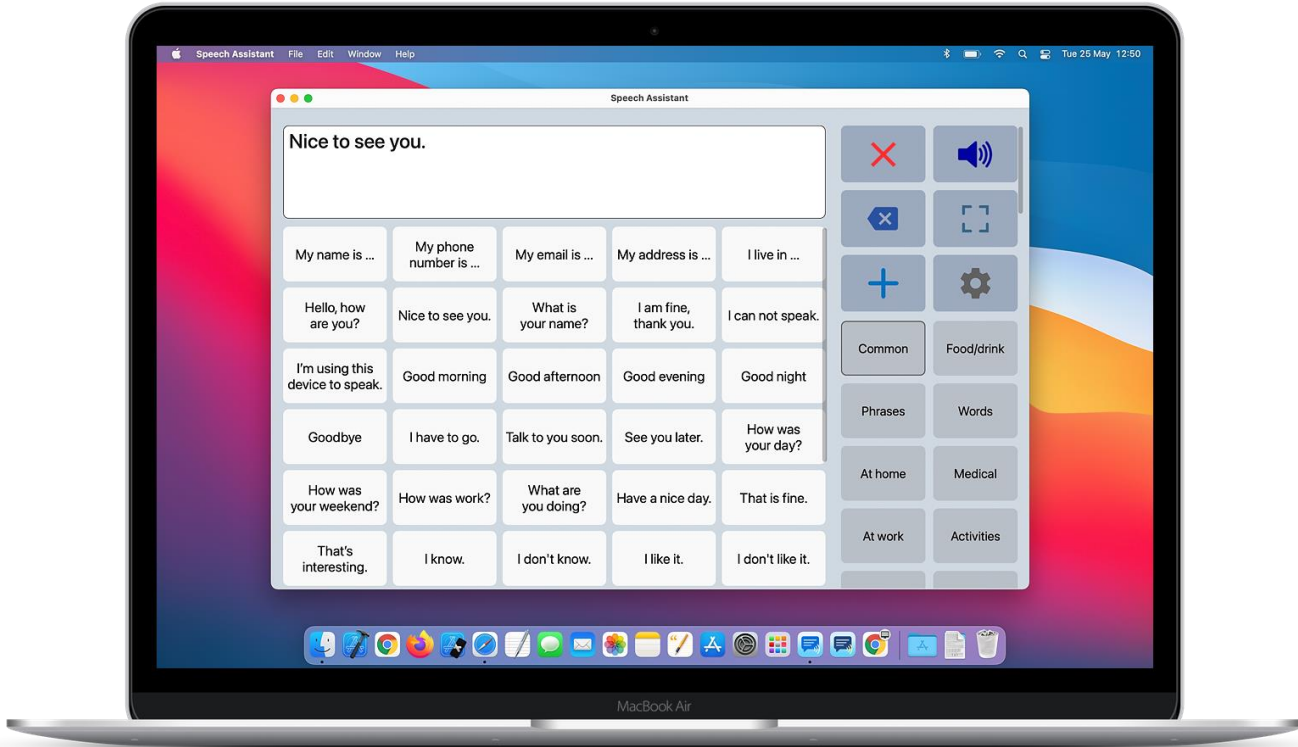 Speech Assistant File Edit Window Help Tue 25 May 12:50
Speech Assistant
Nice to see you.
My name is ...
My phone
number is ...
My email is ...
My address is ...
I live in ...
Hello, how
are you?
Nice to see you.
What is
your name?
I am fine,
thank you.
I can not speak.
I'm using this
device to speak.
Good morning
Good afternoon
Good evening
Good night
Goodbye
I have to go.
Talk to you soon.
See you later.
How was
your day?
How was
your weekend?
How was work?
What are
you doing?
Have a nice day.
That is fine.
That's
interesting.
I know.
I don't know.
I like it.
I don't like it.
Common
Food/drink
Phrases
Words
At home
Medical
At work
Activities
MacBook Air